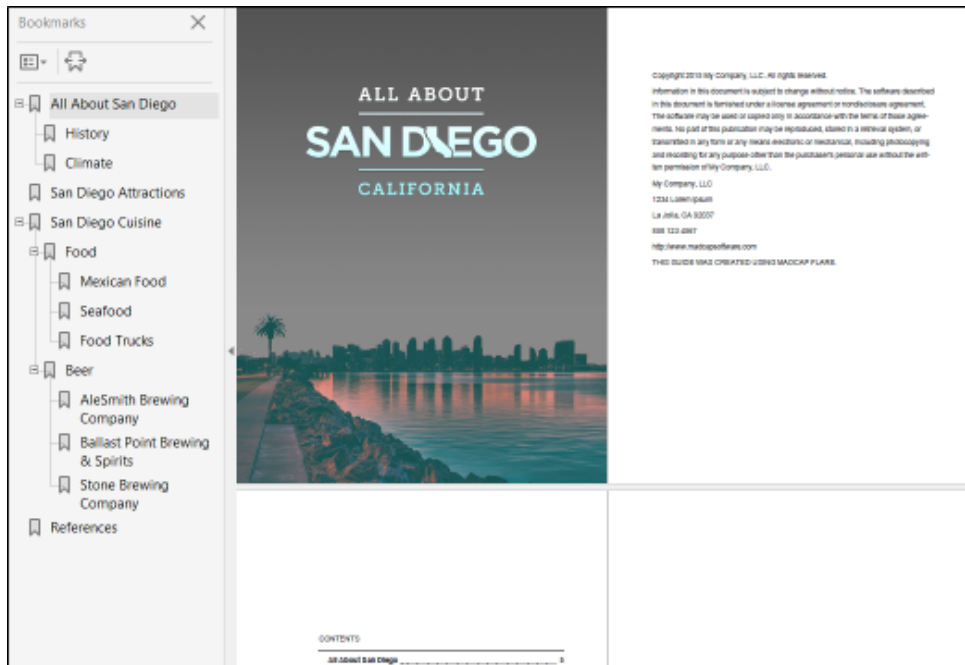 Bookmarks
All About San Diego
History
Climate
San Diego Attractions
San Diego Cuisine
Food
Mexican Food
Seafood
Food Trucks
Beer
AleSmith Brewing
Company
Ballast Point Brewing
& Spirits
Stone Brewing
Company
References
ALL ABOUT
SAN DIEGO
CALIFORNIA
Copyright 2018 My Company, LLC. All rights reserved.
Information in this document is subject to change without notice. The software described
in this document is furnished under a license agreement or nondisclosure agreement.
The software may be used or copied only in accordance with the terms of those agree-
ments. No part of this publication may be reproduced, stored in a retrieval system, or
transmitted in any form or any means electronic or mechanical, including photocopying
and recording for any purpose other than the purchaser's personal use without the writ-
ten permission of My Company, LLC.
My Company, LLC
1234 Lorem Ipsum
La Jolla, CA 92037
858 123 4567
http://www.madcapsoftware.com
THIS GUIDE WAS CREATED USING MADCAP FLARE.
CONTENTS
All About San Diego 5